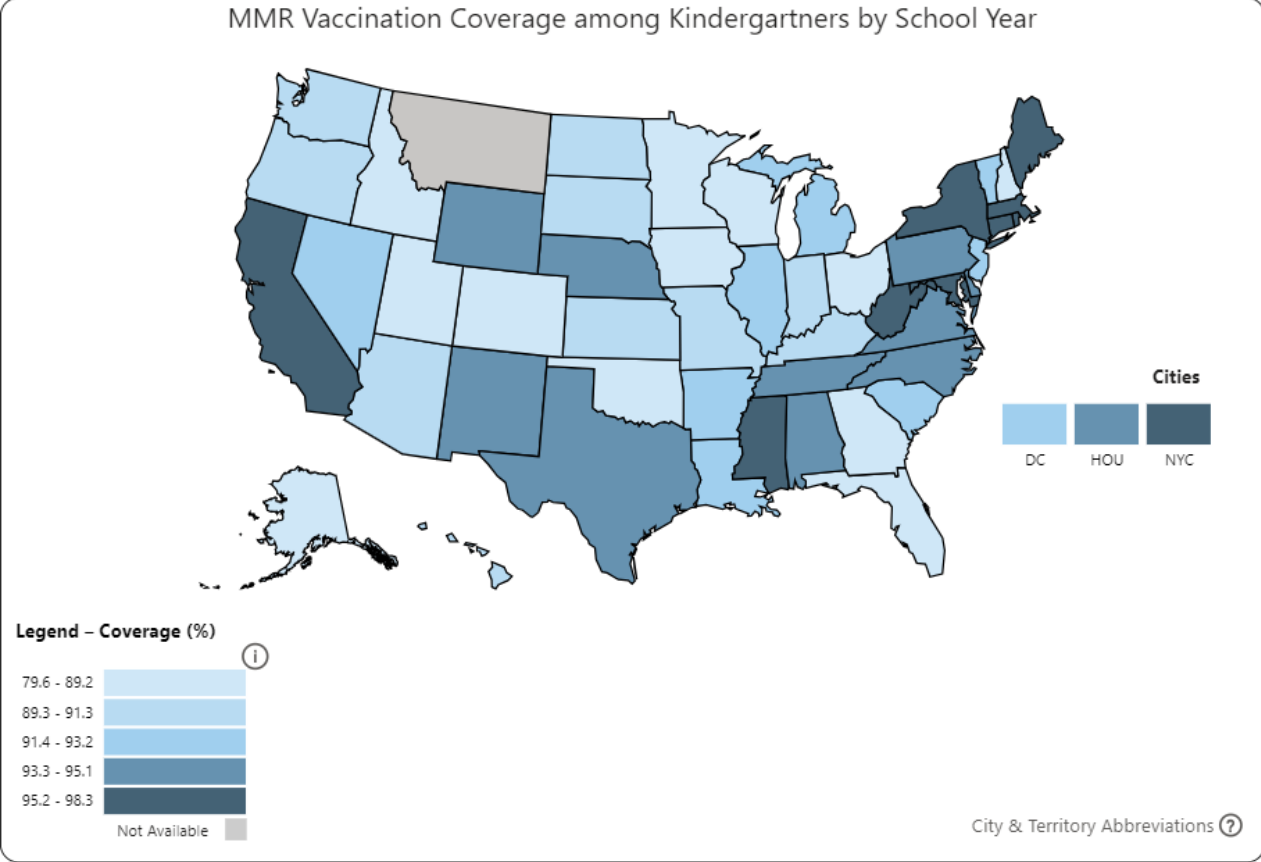 MMR Vaccination Coverage among Kindergartners by School Year
Cities
DC HOU NYC
Legend – Coverage (%)
i
79.6 - 89.2
89.3 - 91.3
91.4 - 93.2
93.3 - 95.1
95.2 - 98.3
Not Available
City & Territory Abbreviations ?